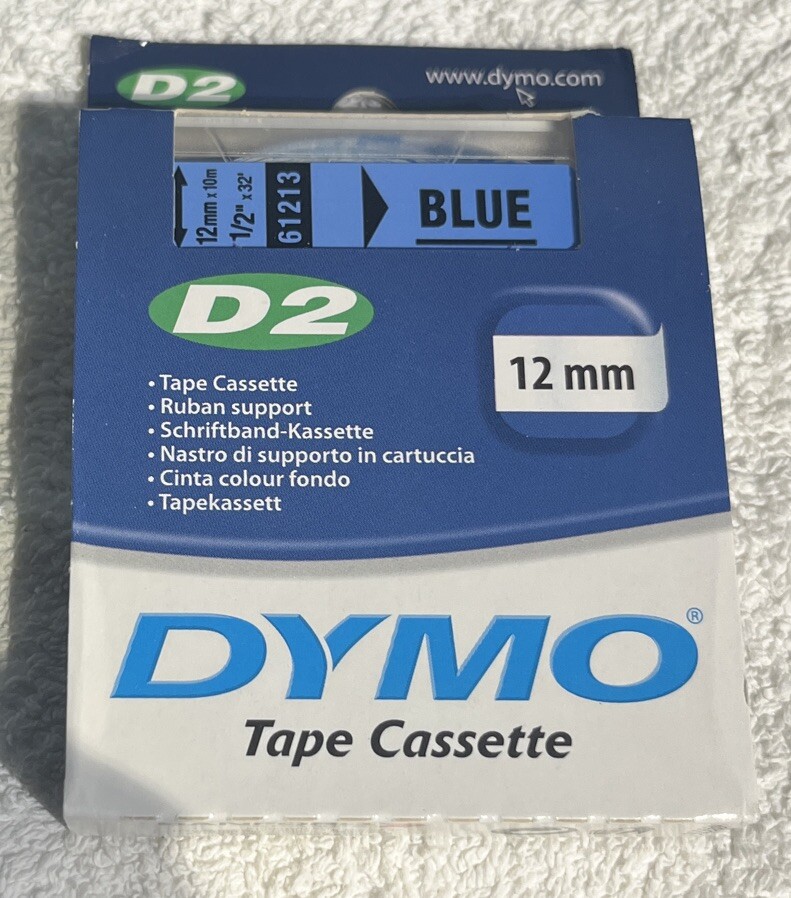 D2
www.dymo.com
12mm x 10m
1/2" x 32'
61213
BLUE
D2
12 mm
• Tape Cassette
• Ruban support
• Schriftband-Kassette
• Nastro di supporto in cartuccia
• Cinta colour fondo
• Tapekassett
DYMO®
Tape Cassette